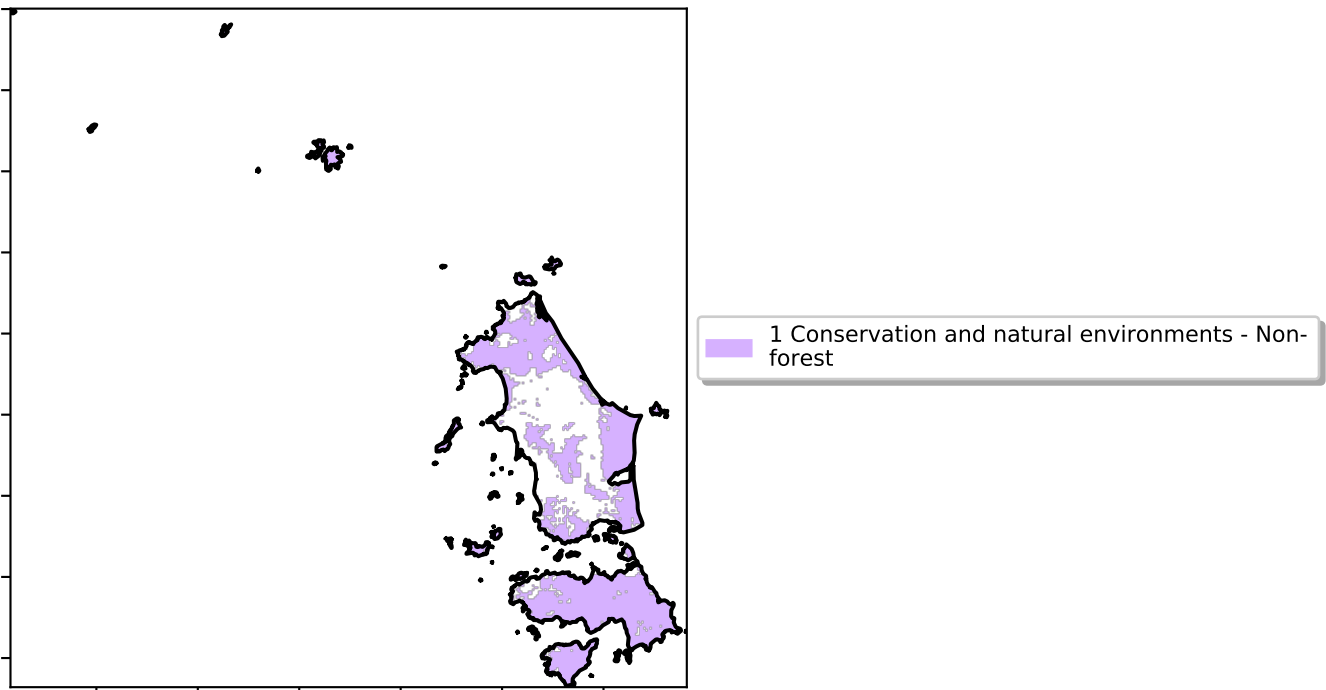 1 Conservation and natural environments - Non-
forest